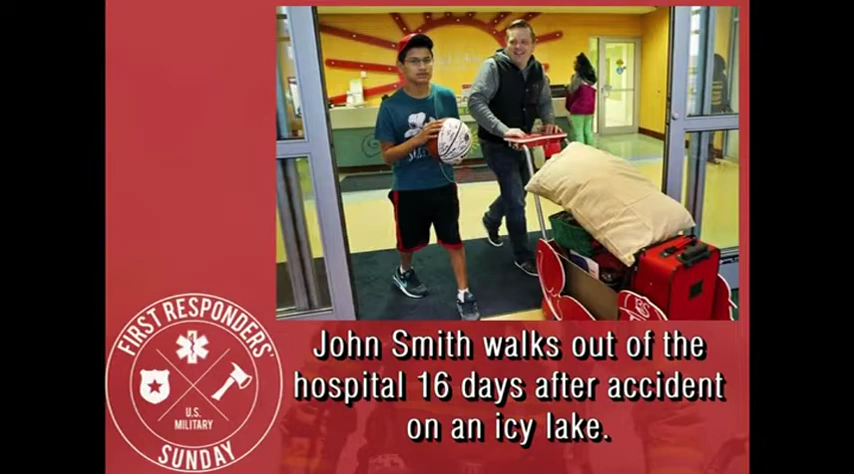 John Smith walks out of the
hospital 16 days after accident
on an icy lake.
FIRST RESPONDERS'
U.S.
MILITARY
SUNDAY